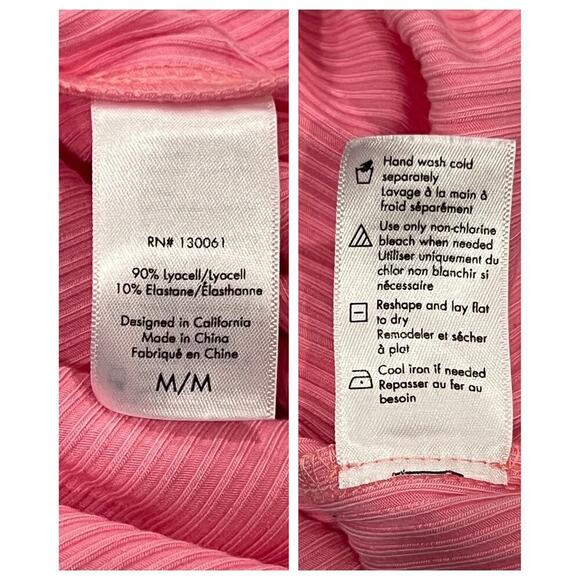 RN# 130061
90% Lyocell/Lyocell
10% Elastane/Élasthanne
Designed in California
Made in China
Fabriqué en Chine
M/M
Hand wash cold
separately
Lavage à la main à
froid séparément
Use only non-chlorine
bleach when needed
Utiliser uniquement du
chlor non blanchir si
nécessaire
Reshape and lay flat
to dry
Remodeler et sécher
à plat
Cool iron if needed
Repasser au fer au
besoin